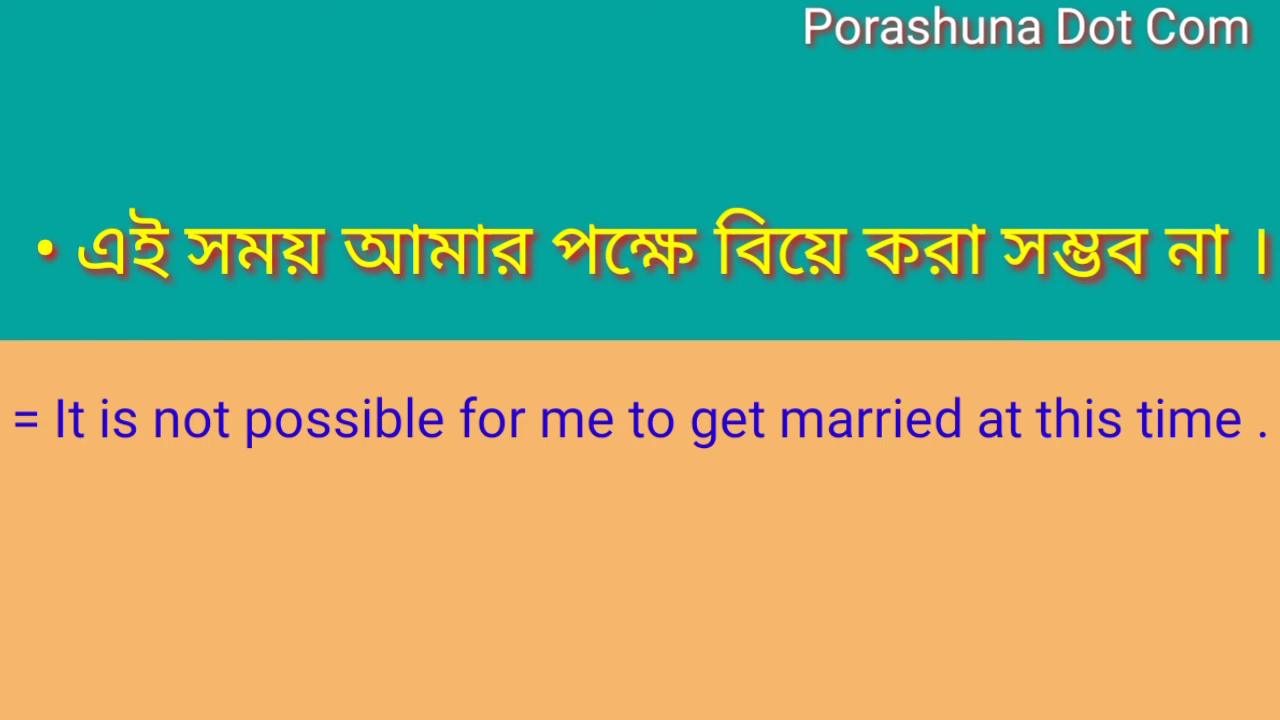 Porashuna Dot Com
• এই সময় আমার পক্ষে বিয়ে করা সম্ভব না ।
= It is not possible for me to get married at this time .